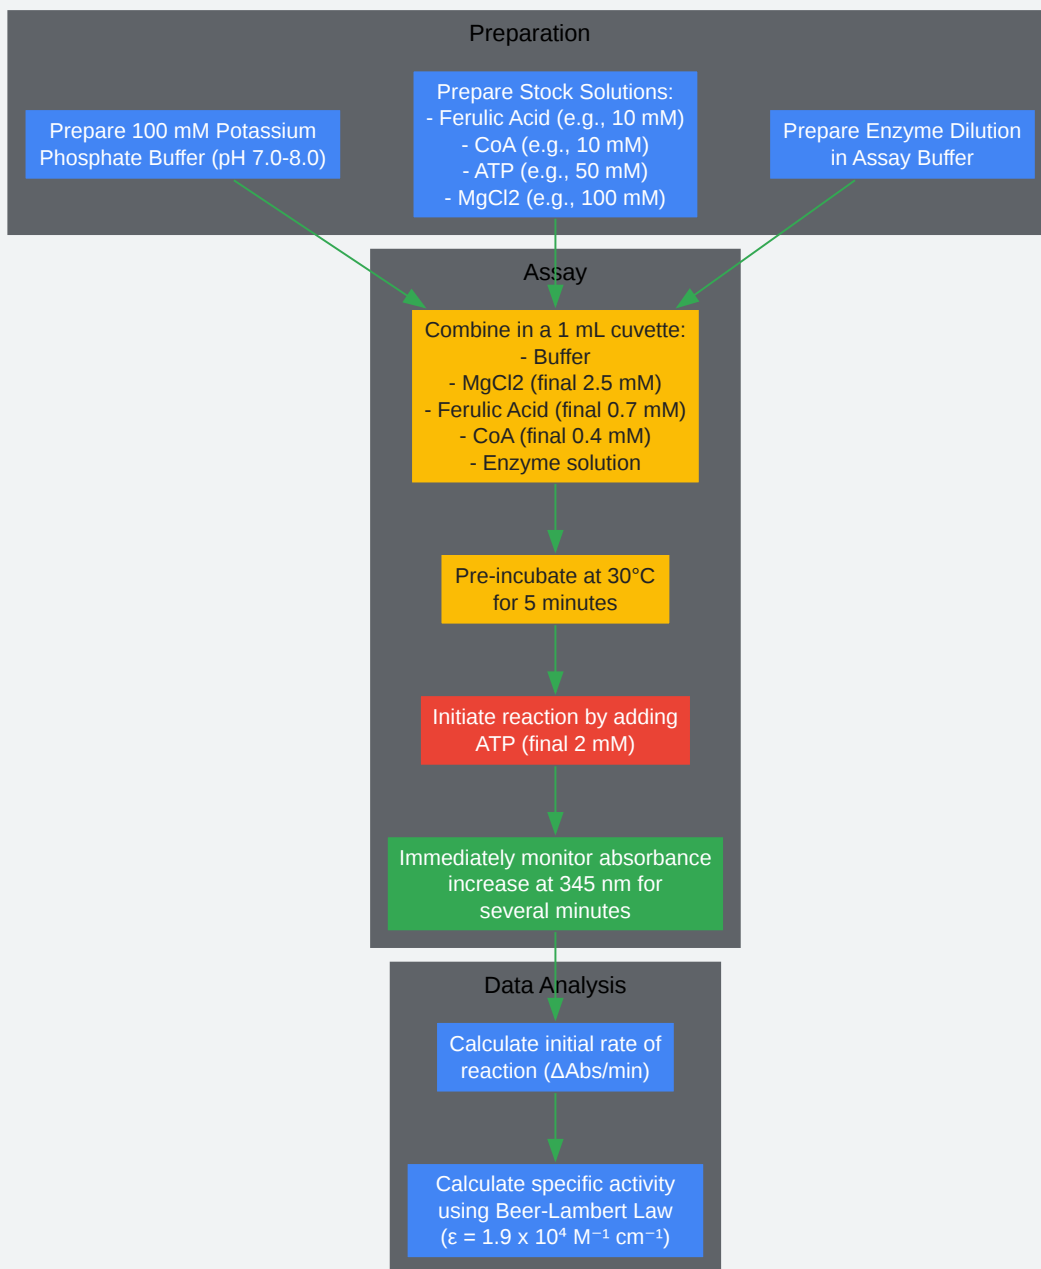 Preparation
Prepare 100 mM Potassium
Phosphate Buffer (pH 7.0-8.0)
Prepare Stock Solutions:
- Ferulic Acid (e.g., 10 mM)
- CoA (e.g., 10 mM)
- ATP (e.g., 50 mM)
- MgCl2 (e.g., 100 mM)
Prepare Enzyme Dilution
in Assay Buffer
Assay
Combine in a 1 mL cuvette:
- Buffer
- MgCl2 (final 2.5 mM)
- Ferulic Acid (final 0.7 mM)
- CoA (final 0.4 mM)
- Enzyme solution
Pre-incubate at 30°C
for 5 minutes
Initiate reaction by adding
ATP (final 2 mM)
Immediately monitor absorbance
increase at 345 nm for
several minutes
Data Analysis
Calculate initial rate of
reaction (ΔAbs/min)
Calculate specific activity
using Beer-Lambert Law
(ε = 1.9 x 10⁴ M⁻¹ cm⁻¹)